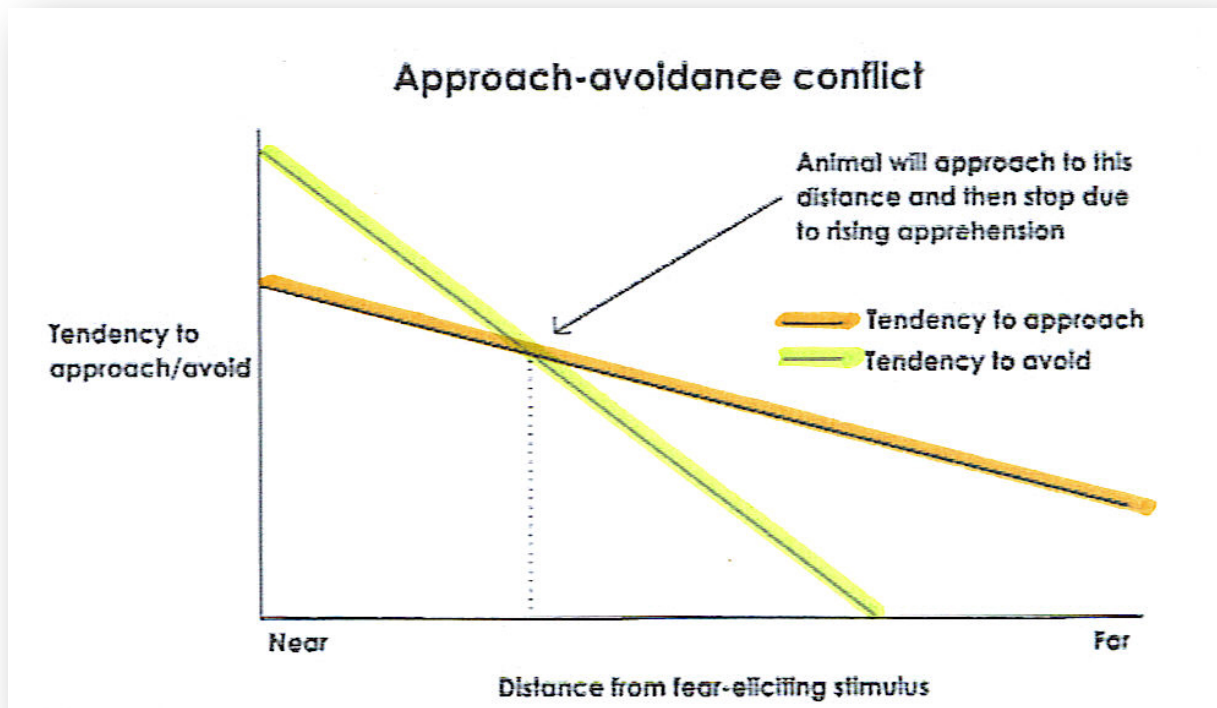 Approach-avoidance conflict
Animal will approach to this
distance and then stop due
to rising apprehension
Tendency to
approach/avoid
Tendency to approach
Tendency to avoid
Near
Far
Distance from fear-eliciting stimulus